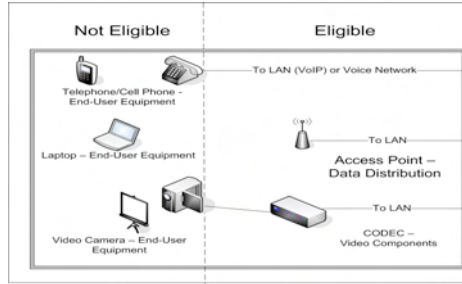 Not Eligible
Eligible
To LAN (VoIP) or Voice Network
Telephone/Cell Phone -
End-User Equipment
To LAN
Laptop – End-User Equipment
Access Point –
Data Distribution
To LAN
CODEC –
Video Components
Video Camera – End-User
Equipment